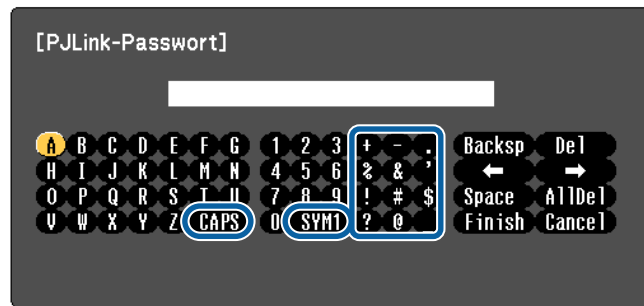 [PJLink-Passwort]
A B C D E F G 1 2 3 + - . Backsp Del
H I J K L M N 4 5 6 % & ’ ← →
O P Q R S T U 7 8 9 ! # $ Space AllDel
V W X Y Z CAPS 0 SYM1 ? @ Finish Cancel